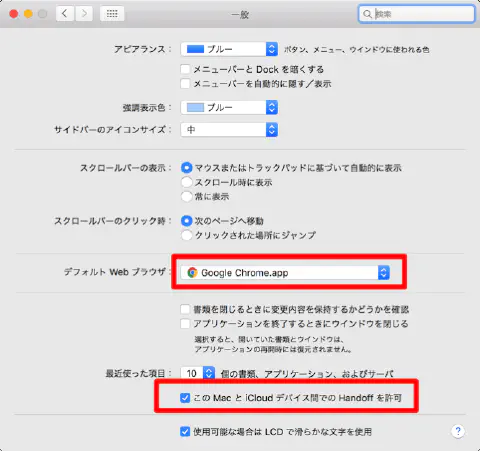 一般
検索
アピアランス： ブルー ボタン、メニュー、ウインドウに使われる色
メニューバーと Dock を暗くする
メニューバーを自動的に隠す／表示
強調表示色： ブルー
サイドバーのアイコンサイズ： 中
スクロールバーの表示： マウスまたはトラックパッドに基づいて自動的に表示
スクロール時に表示
常に表示
スクロールバーのクリック時： 次のページへ移動
クリックされた場所にジャンプ
デフォルト Web ブラウザ： Google Chrome.app
書類を閉じるときに変更内容を保持するかどうかを確認
アプリケーションを終了するときにウインドウを閉じる
選択すると、開いていた書類とウインドウは、
アプリケーションの再開時には復元されません。
最近使った項目： 10 個の書類、アプリケーション、およびサーバ
この Mac と iCloud デバイス間での Handoff を許可
使用可能な場合は LCD で滑らかな文字を使用
?